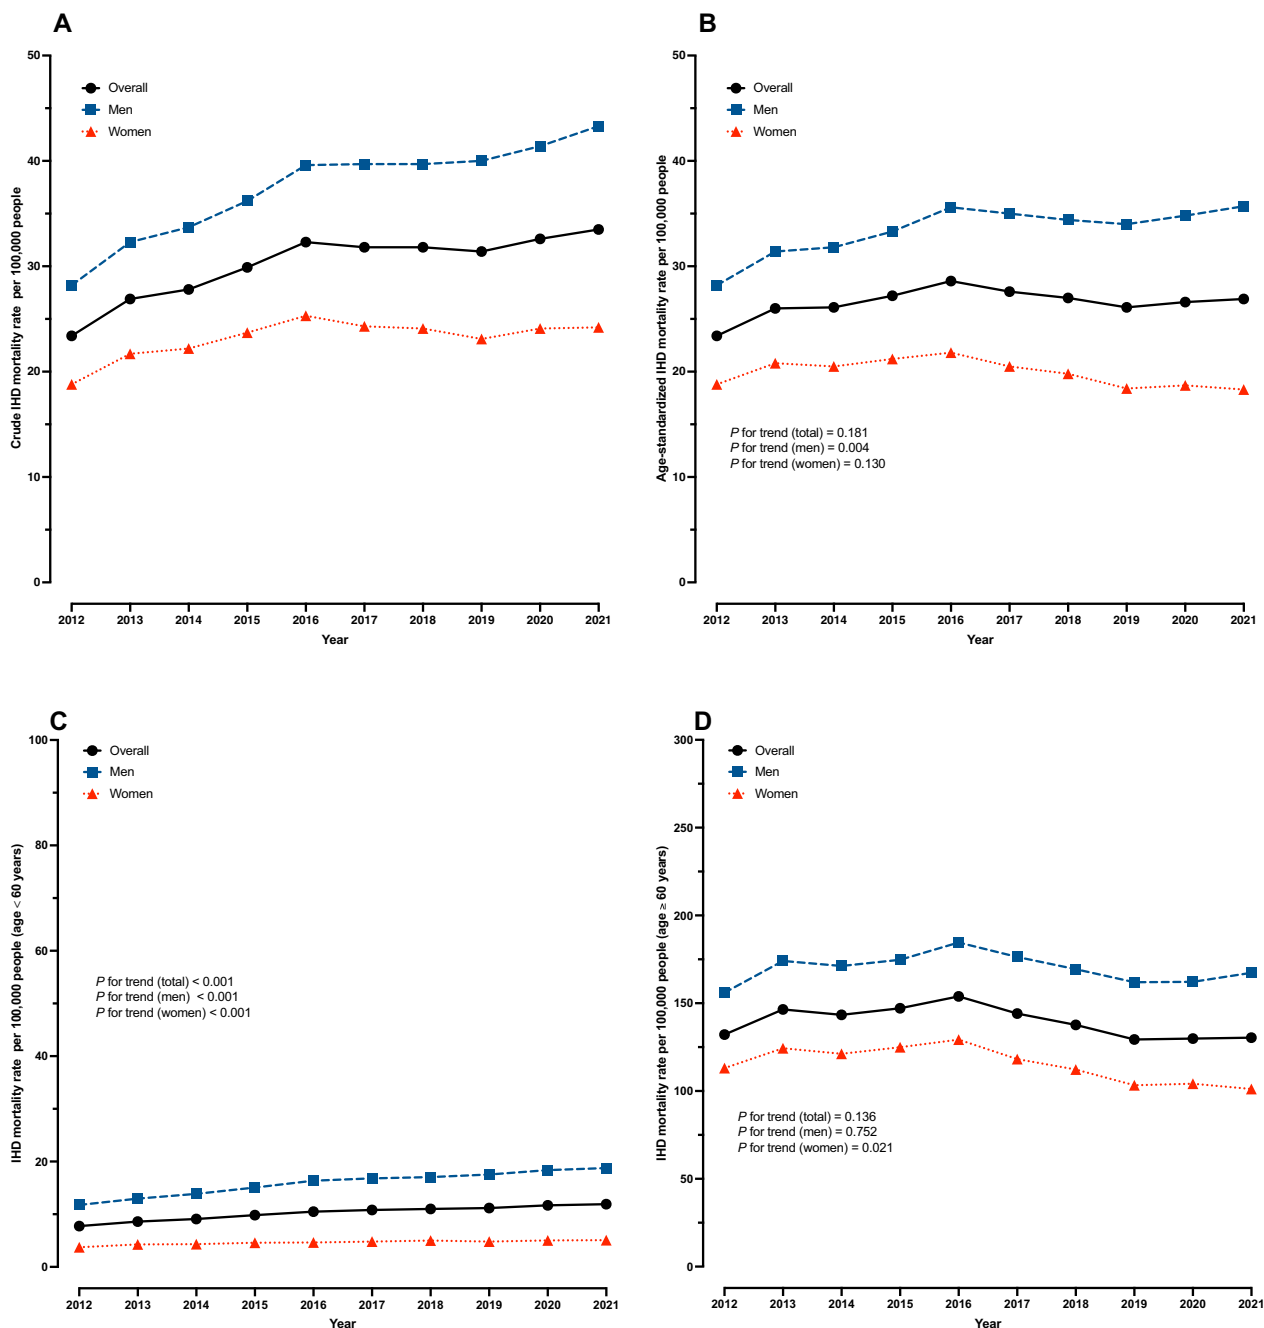 A
50
40
30
20
10
0
Crude IHD mortality rate per 100,000 people
Overall
Men
Women
2012 2013 2014 2015 2016 2017 2018 2019 2020 2021
Year
B
50
40
30
20
10
0
Age-standardized IHD mortality rate per 100,000 people
Overall
Men
Women
P for trend (total) = 0.181
P for trend (men) = 0.004
P for trend (women) = 0.130
2012 2013 2014 2015 2016 2017 2018 2019 2020 2021
Year
C
100
80
60
40
20
0
IHD mortality rate per 100,000 people (age < 60 years)
Overall
Men
Women
P for trend (total) < 0.001
P for trend (men) < 0.001
P for trend (women) < 0.001
2012 2013 2014 2015 2016 2017 2018 2019 2020 2021
Year
D
300
250
200
150
100
50
0
IHD mortality rate per 100,000 people (age ≥ 60 years)
Overall
Men
Women
P for trend (total) = 0.136
P for trend (men) = 0.752
P for trend (women) = 0.021
2012 2013 2014 2015 2016 2017 2018 2019 2020 2021
Year